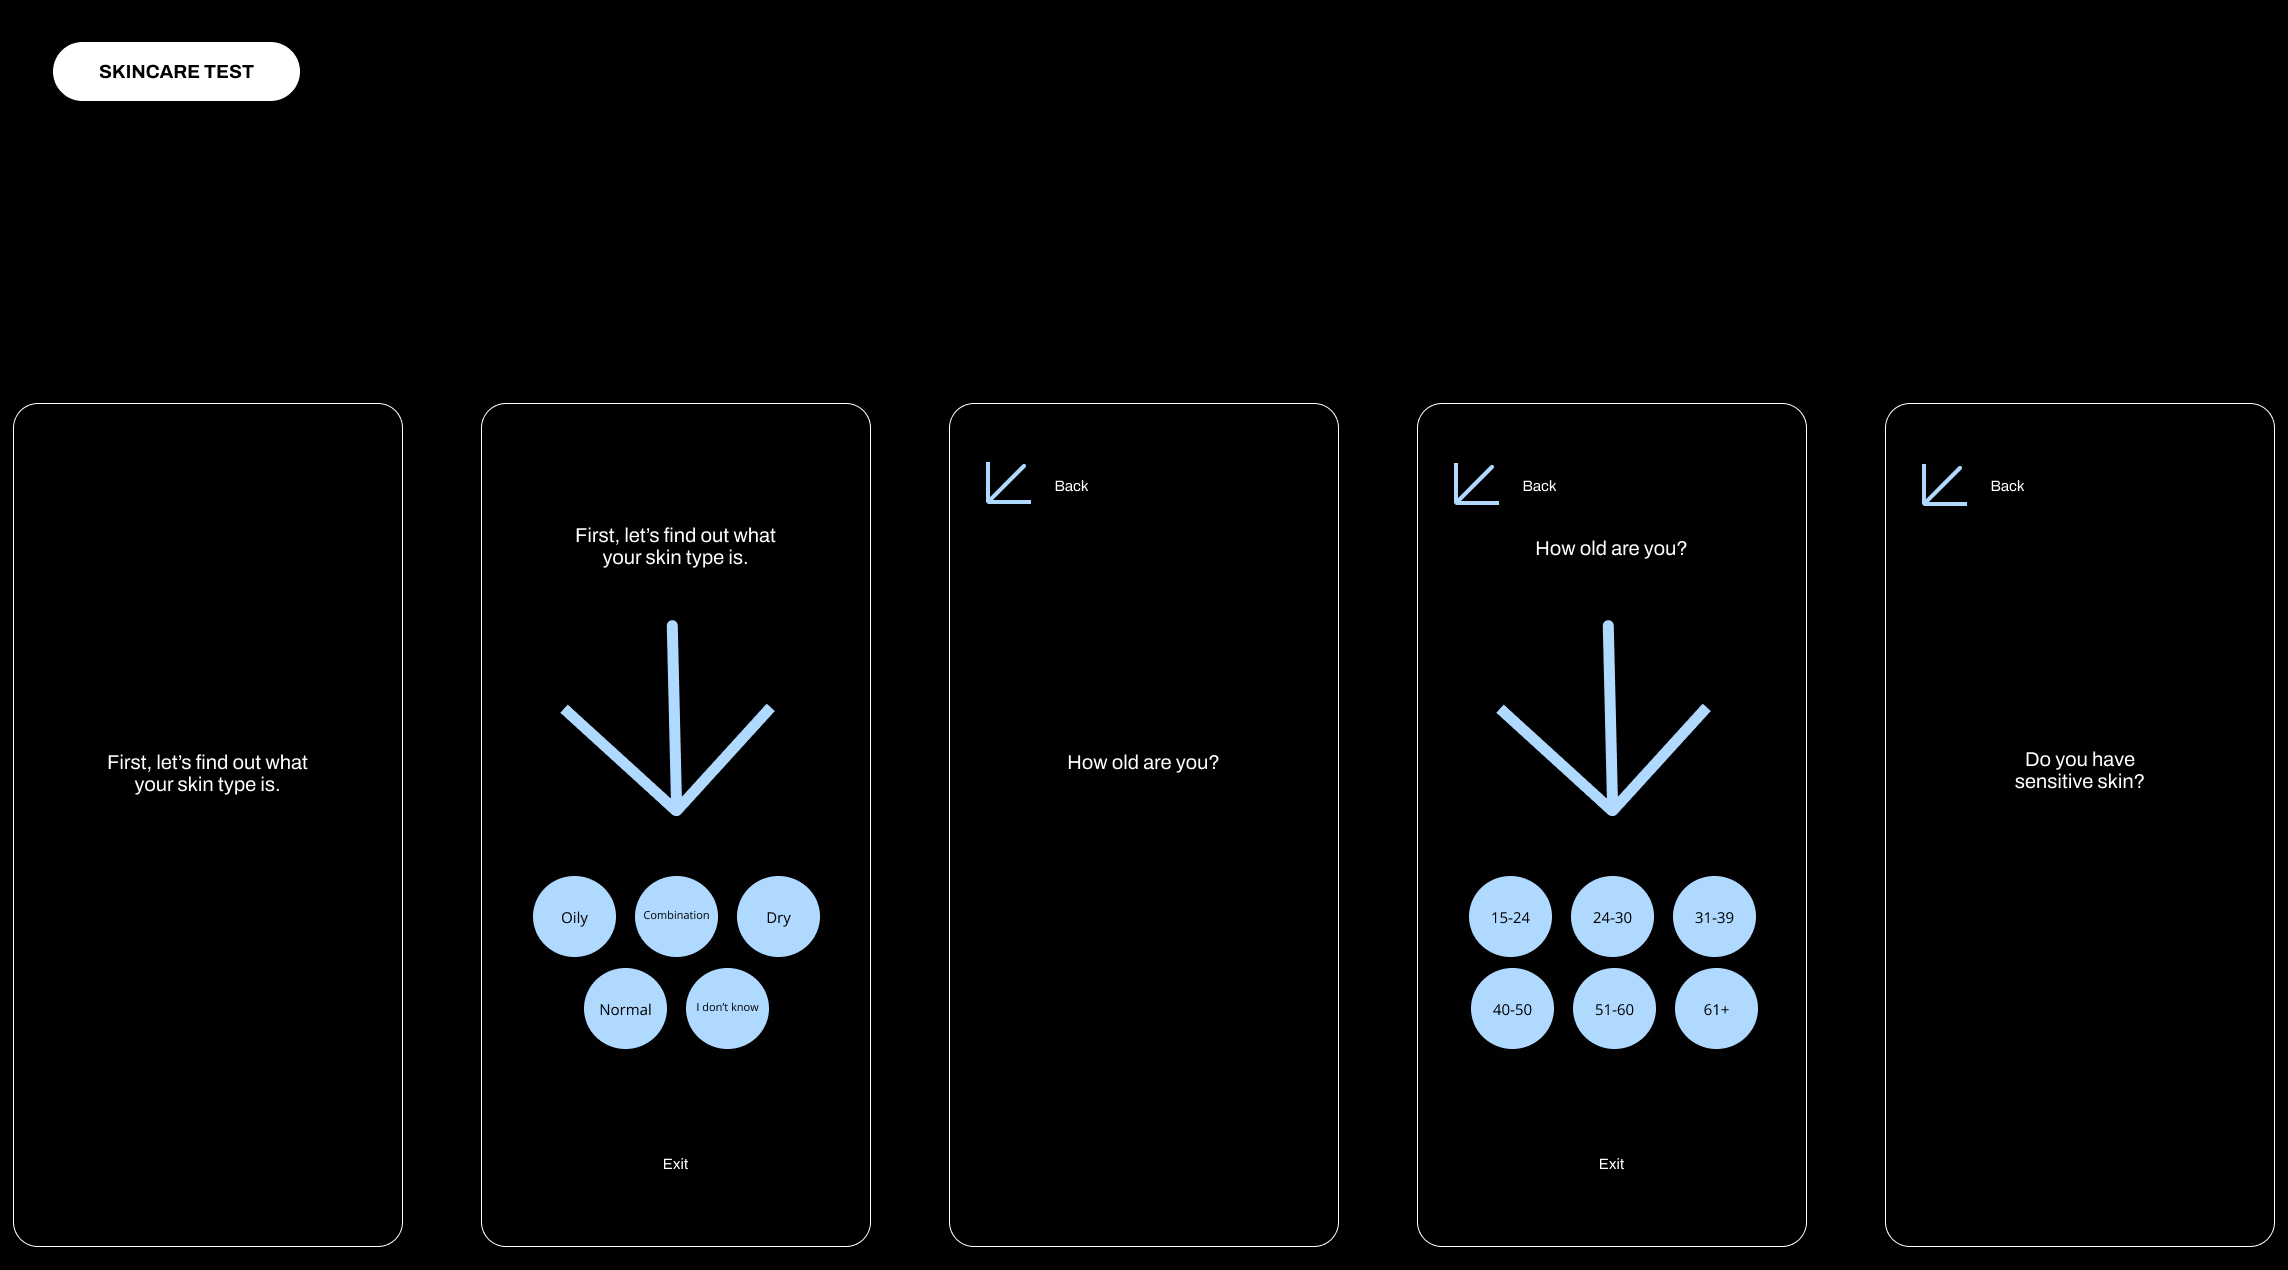 SKINCARE TEST
First, let’s find out what
your skin type is.
First, let’s find out what
your skin type is.
Oily
Combination
Dry
Normal
I don’t know
Exit
Back
How old are you?
Back
How old are you?
15-24
24-30
31-39
40-50
51-60
61+
Exit
Back
Do you have
sensitive skin?